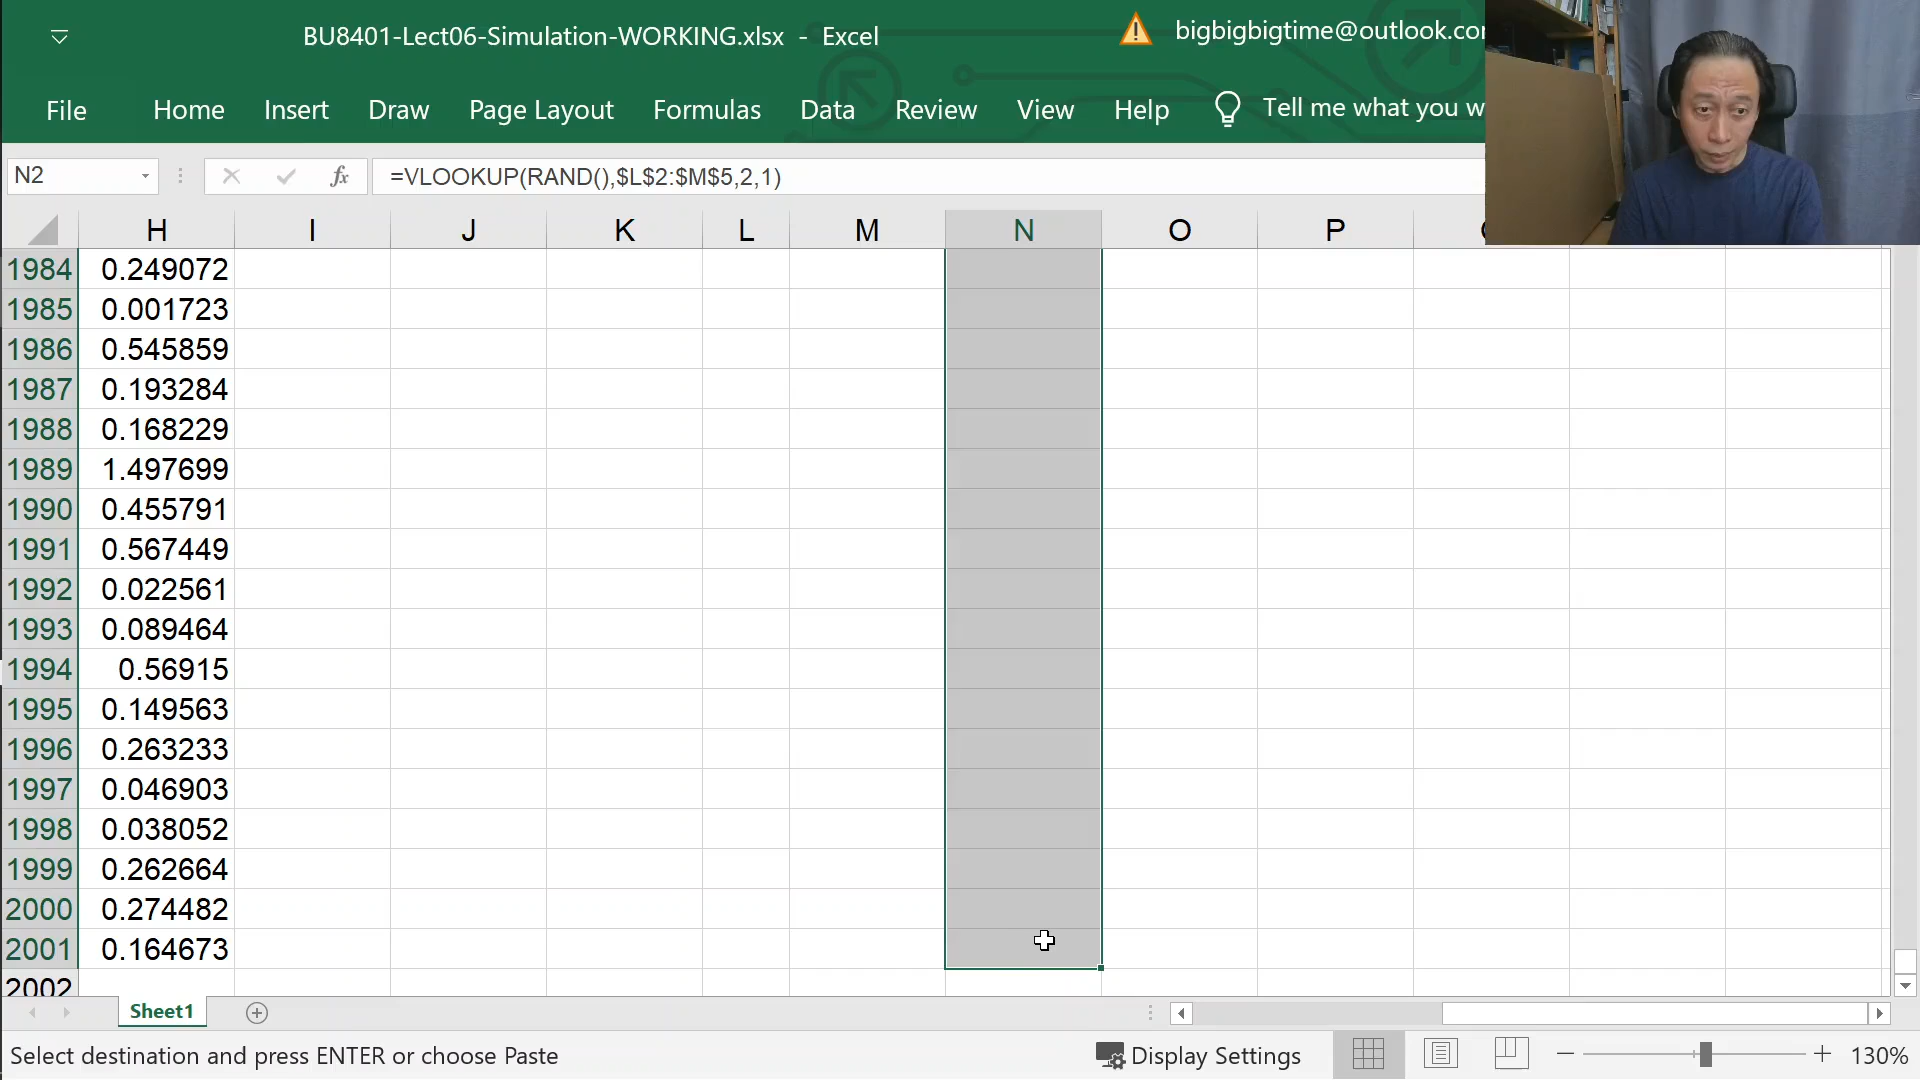 BU8401-Lect06-Simulation-WORKING.xlsx - Excel
bigbigbigtime@outlook.co
File Home Insert Draw Page Layout Formulas Data Review View Help Tell me what you w
N2 fx =VLOOKUP(RAND(),$L$2:$M$5,2,1)
H I J K L M N O P
1984 0.249072
1985 0.001723
1986 0.545859
1987 0.193284
1988 0.168229
1989 1.497699
1990 0.455791
1991 0.567449
1992 0.022561
1993 0.089464
1994 0.56915
1995 0.149563
1996 0.263233
1997 0.046903
1998 0.038052
1999 0.262664
2000 0.274482
2001 0.164673
2002
Sheet1
Select destination and press ENTER or choose Paste
Display Settings
130%